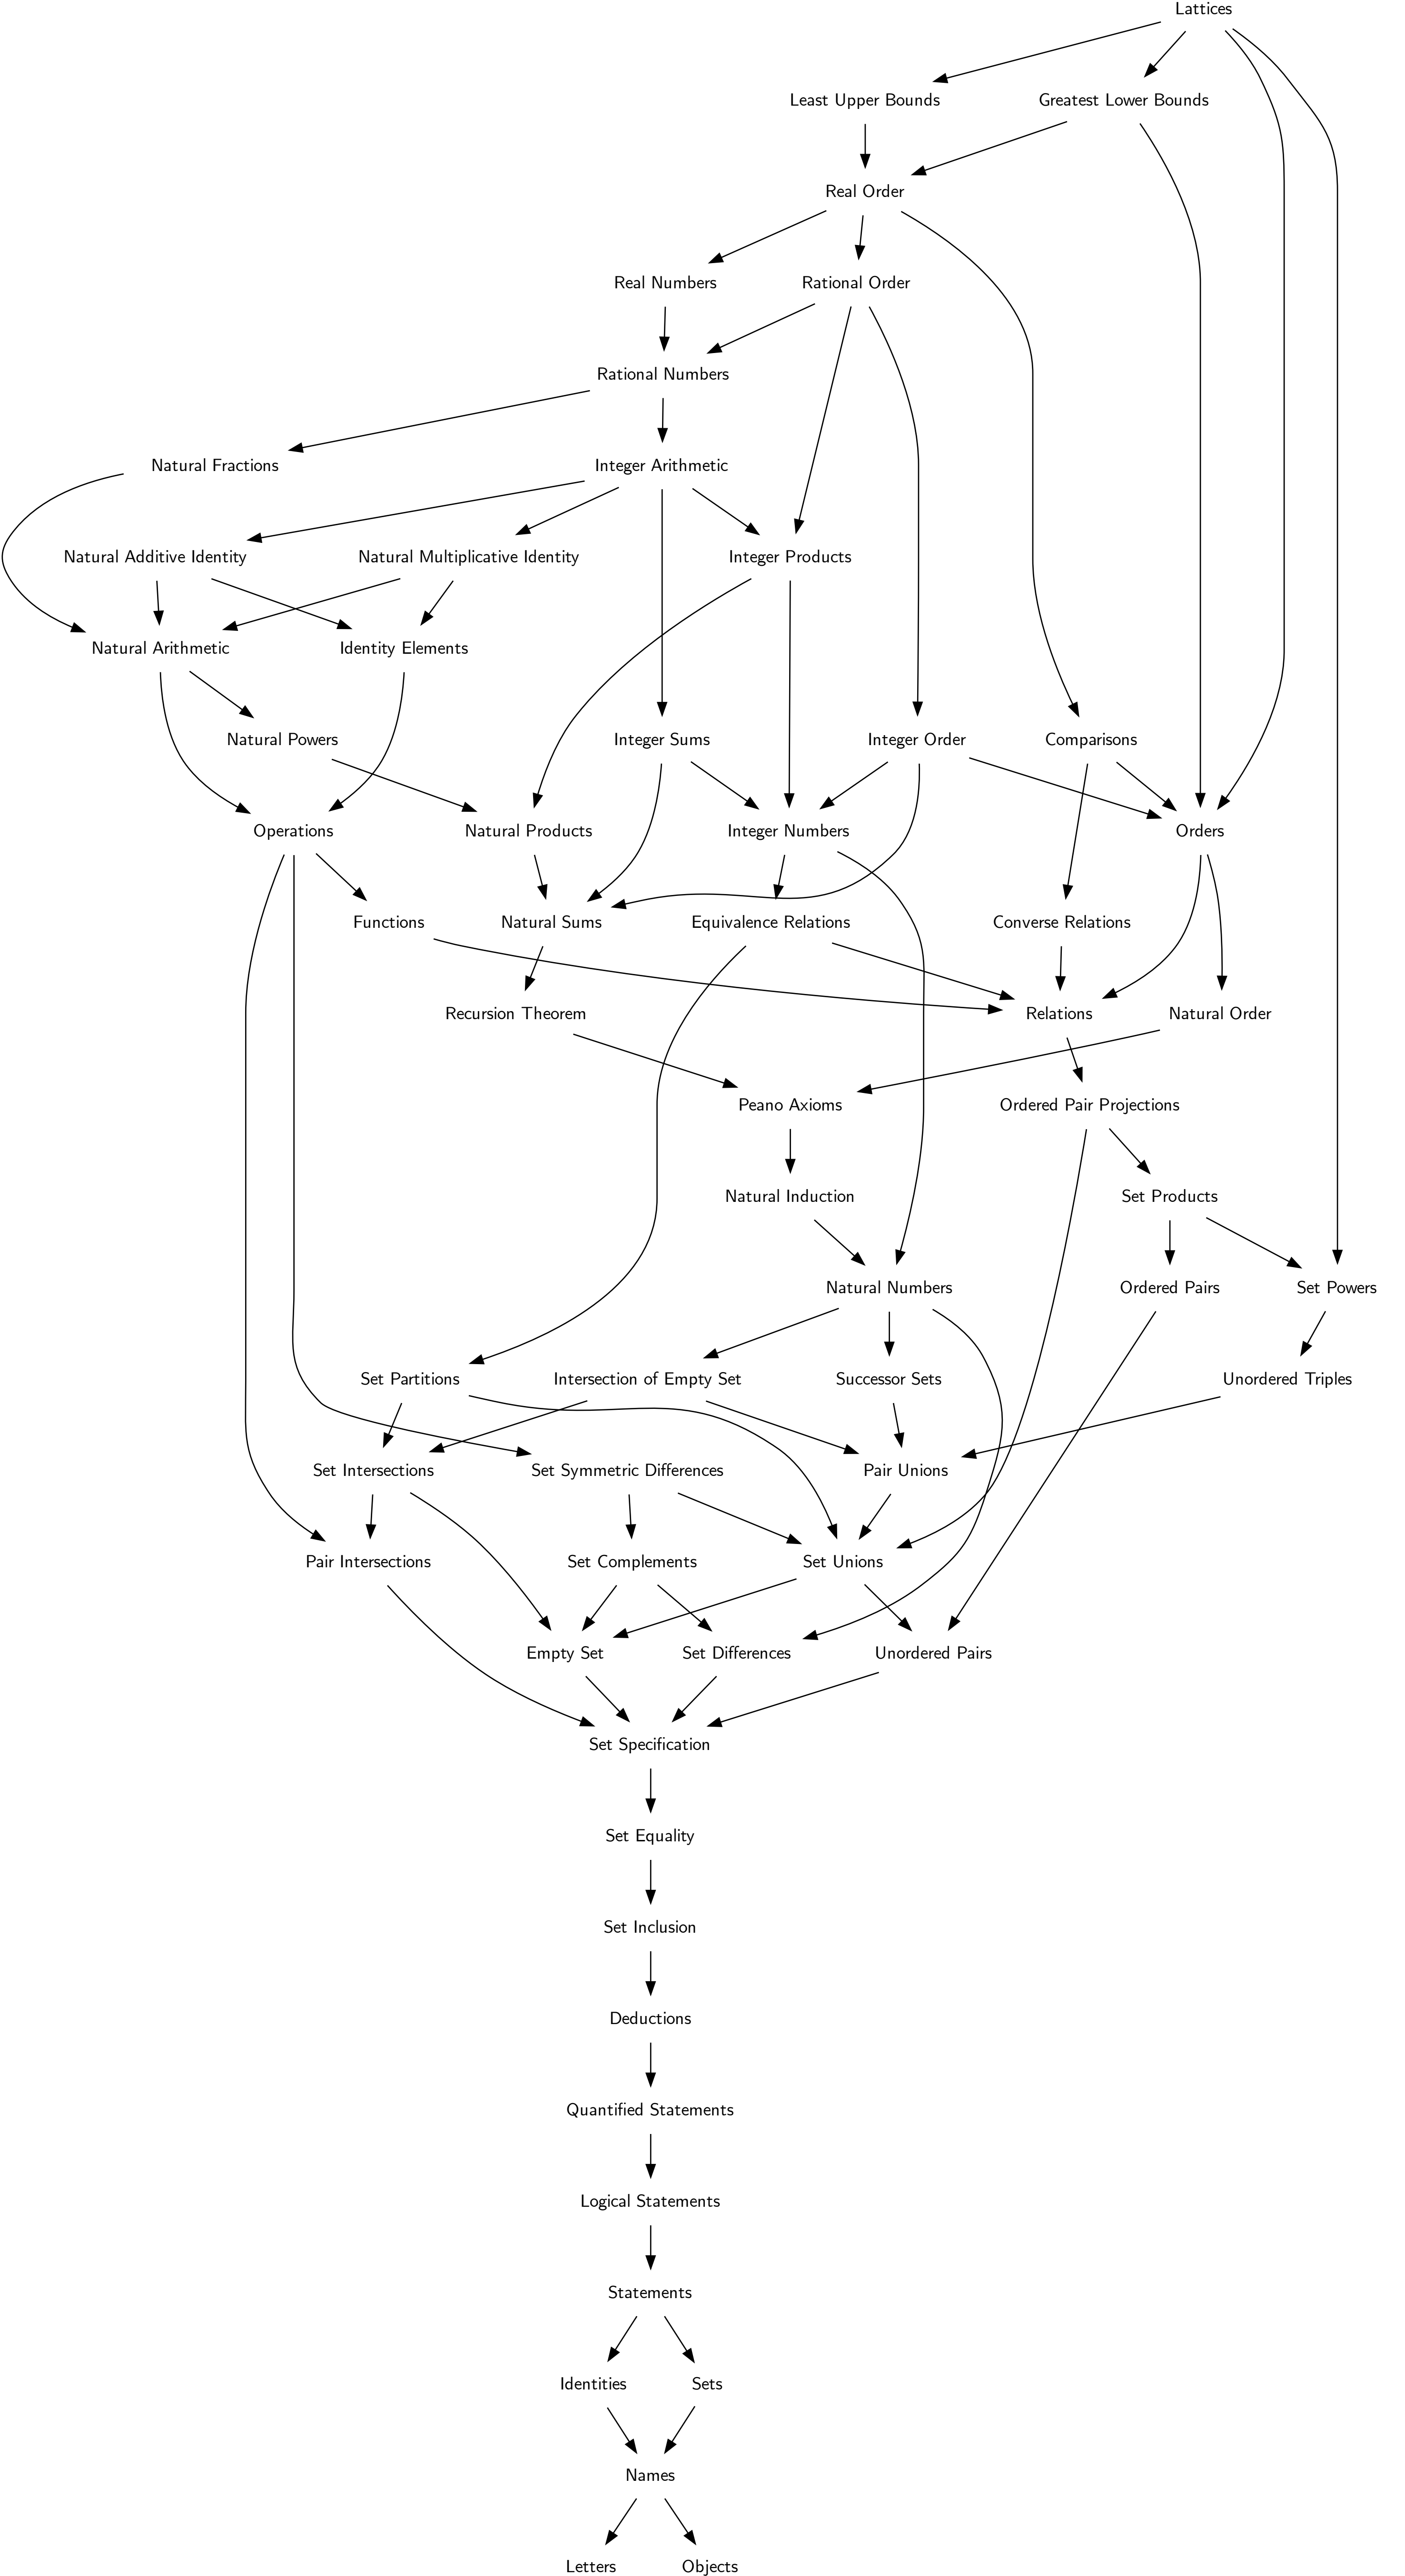 Lattices
Least Upper Bounds
Greatest Lower Bounds
Real Order
Real Numbers
Rational Order
Rational Numbers
Natural Fractions
Integer Arithmetic
Natural Additive Identity
Natural Multiplicative Identity
Integer Products
Natural Arithmetic
Identity Elements
Natural Powers
Integer Sums
Integer Order
Comparisons
Operations
Natural Products
Integer Numbers
Orders
Functions
Natural Sums
Equivalence Relations
Converse Relations
Recursion Theorem
Relations
Natural Order
Peano Axioms
Ordered Pair Projections
Natural Induction
Set Products
Natural Numbers
Ordered Pairs
Set Powers
Set Partitions
Intersection of Empty Set
Successor Sets
Unordered Triples
Set Intersections
Set Symmetric Differences
Pair Unions
Pair Intersections
Set Complements
Set Unions
Empty Set
Set Differences
Unordered Pairs
Set Specification
Set Equality
Set Inclusion
Deductions
Quantified Statements
Logical Statements
Statements
Identities
Sets
Names
Letters
Objects